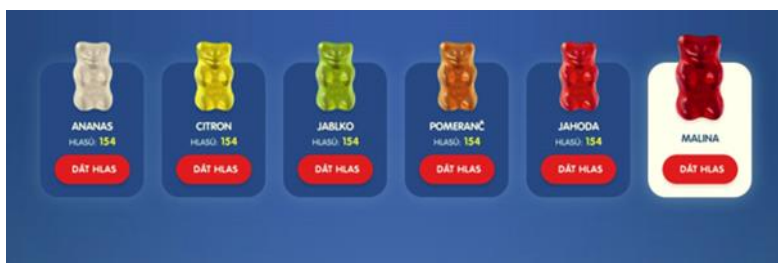 ANANAS
HLASŮ: 154
DÁT HLAS
CITRON
HLASŮ: 154
DÁT HLAS
JABLKO
HLASŮ: 154
DÁT HLAS
POMERANČ
HLASŮ: 154
DÁT HLAS
JAHODA
HLASŮ: 154
DÁT HLAS
MALINA
DÁT HLAS